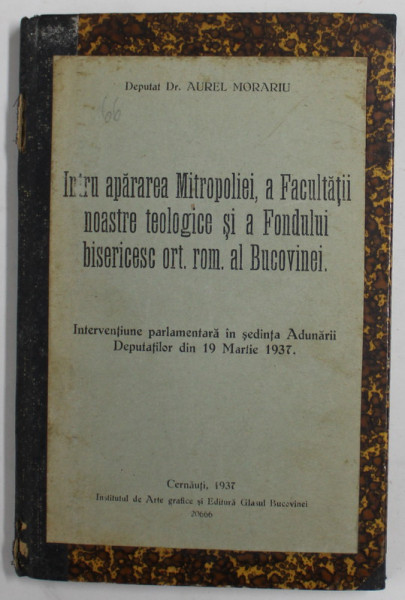 Deputat Dr. AUREL MORARIU
66
Intru apărarea Mitropoliei, a Facultății
noastre teologice și a Fondului
bisericesc ort. rom. al Bucovinei.
Intervențiune parlamentară în ședința Adunării
Deputaților din 19 Martie 1937.
Cernăuți, 1937
Institutul de Arte grafice și Editură Glasul Bucovinei
20666